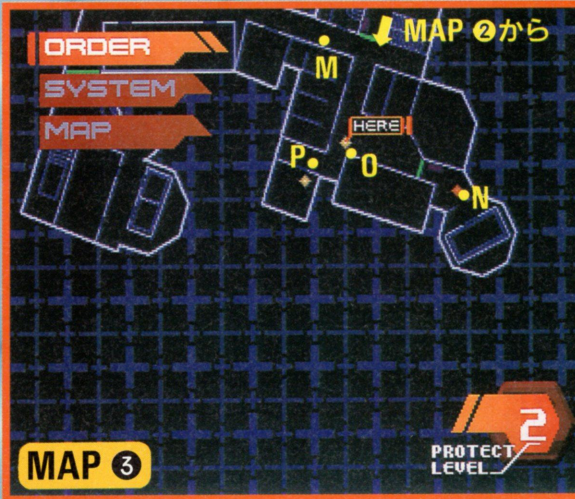 ORDER
MAP ❷から
SYSTEM
MAP
M
HERE
P
O
N
2
PROTECT
LEVEL
MAP ❸